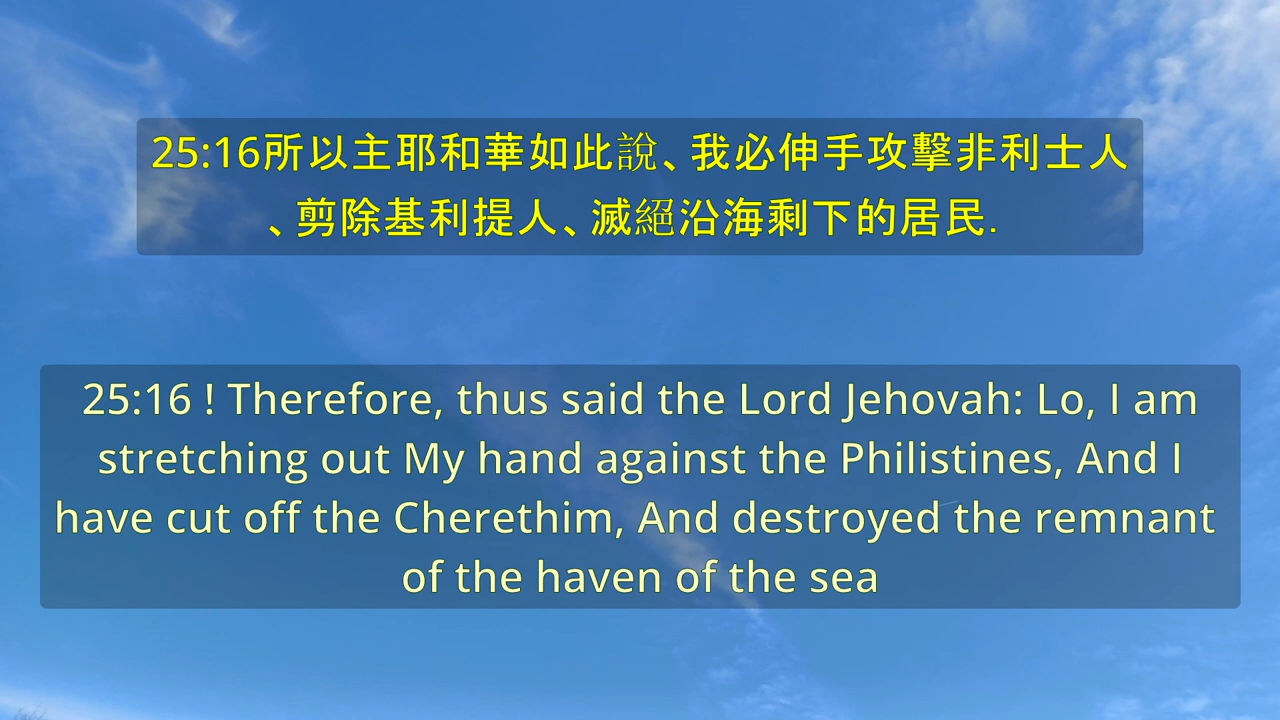 25:16所以主耶和華如此說、我必伸手攻擊非利士人
、剪除基利提人、滅絕沿海剩下的居民.
25:16 ! Therefore, thus said the Lord Jehovah: Lo, I am
stretching out My hand against the Philistines, And I
have cut off the Cherethim, And destroyed the remnant
of the haven of the sea